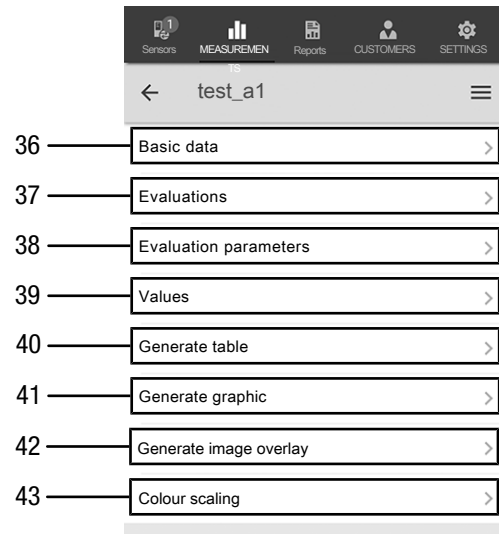 1
Sensors MEASUREMEN Reports CUSTOMERS SETTINGS
TS
test_a1
36 Basic data
37 Evaluations
38 Evaluation parameters
39 Values
40 Generate table
41 Generate graphic
42 Generate image overlay
43 Colour scaling